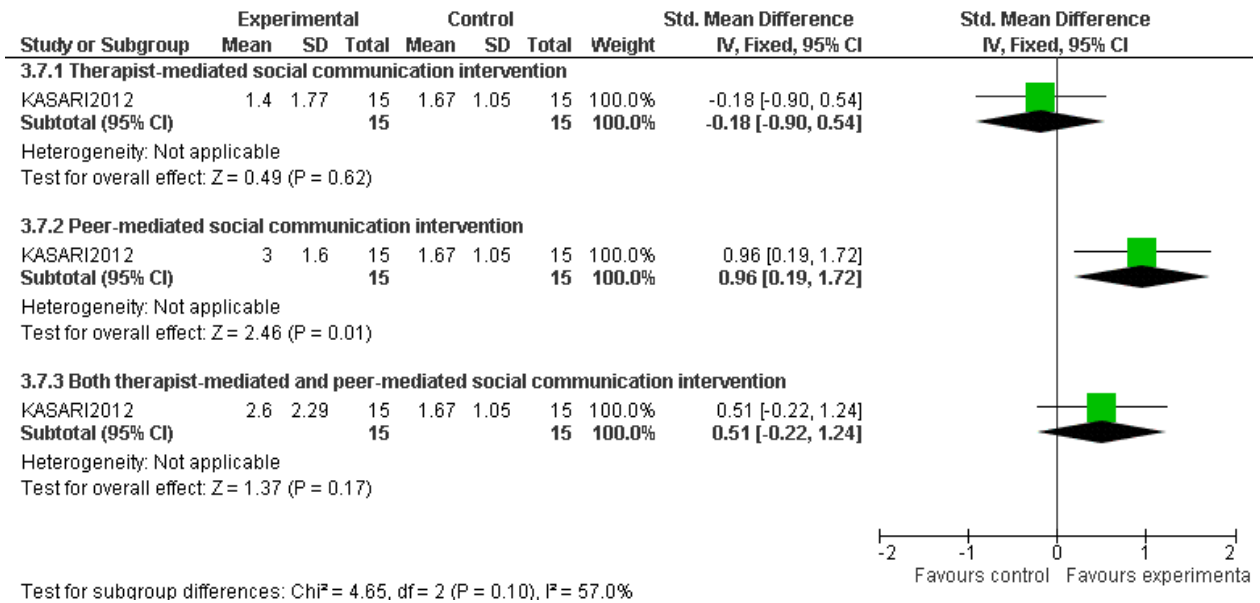 Experimental Control Std. Mean Difference Std. Mean Difference
Study or Subgroup Mean SD Total Mean SD Total Weight IV, Fixed, 95% CI IV, Fixed, 95% CI
3.7.1 Therapist-mediated social communication intervention
KASARI2012 1.4 1.77 15 1.67 1.05 15 100.0% -0.18 [-0.90, 0.54]
Subtotal (95% CI) 15 15 100.0% -0.18 [-0.90, 0.54]
Heterogeneity: Not applicable
Test for overall effect: Z = 0.49 (P = 0.62)
3.7.2 Peer-mediated social communication intervention
KASARI2012 3 1.6 15 1.67 1.05 15 100.0% 0.96 [0.19, 1.72]
Subtotal (95% CI) 15 15 100.0% 0.96 [0.19, 1.72]
Heterogeneity: Not applicable
Test for overall effect: Z = 2.46 (P = 0.01)
3.7.3 Both therapist-mediated and peer-mediated social communication intervention
KASARI2012 2.6 2.29 15 1.67 1.05 15 100.0% 0.51 [-0.22, 1.24]
Subtotal (95% CI) 15 15 100.0% 0.51 [-0.22, 1.24]
Heterogeneity: Not applicable
Test for overall effect: Z = 1.37 (P = 0.17)
-2 -1 0 1 2
Favours control Favours experimenta
Test for subgroup differences: Chi² = 4.65, df = 2 (P = 0.10), I² = 57.0%